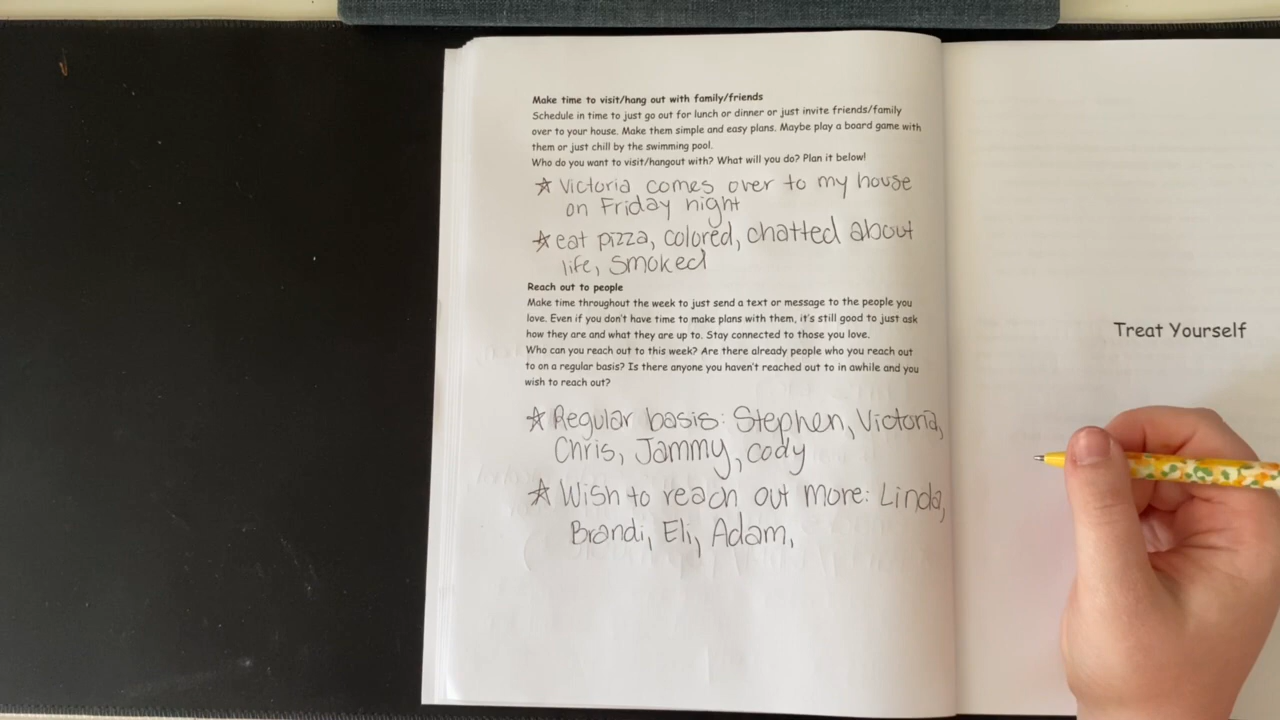 Make time to visit/hang out with family/friends
Schedule in time to just go out for lunch or dinner or just invite friends/family
over to your house. Make them simple and easy plans. Maybe play a board game with
them or just chill by the swimming pool.
Who do you want to visit/hangout with? What will you do? Plan it below!
☆ Victoria comes over to my house
on Friday night
☆ eat pizza, colored, chatted about
life, smoked
Reach out to people
Make time throughout the week to just send a text or message to the people you
love. Even if you don't have time to make plans with them, it's still good to just ask
how they are and what they are up to. Stay connected to those you love.
Who can you reach out to this week? Are there already people who you reach out
to on a regular basis? Is there anyone you haven't reached out to in awhile and you
wish to reach out?
☆ Regular basis: Stephen, Victoria,
Chris, Jammy, cody
☆ Wish to reach out more: Linda,
Brandi, Eli, Adam,
Treat Yourself